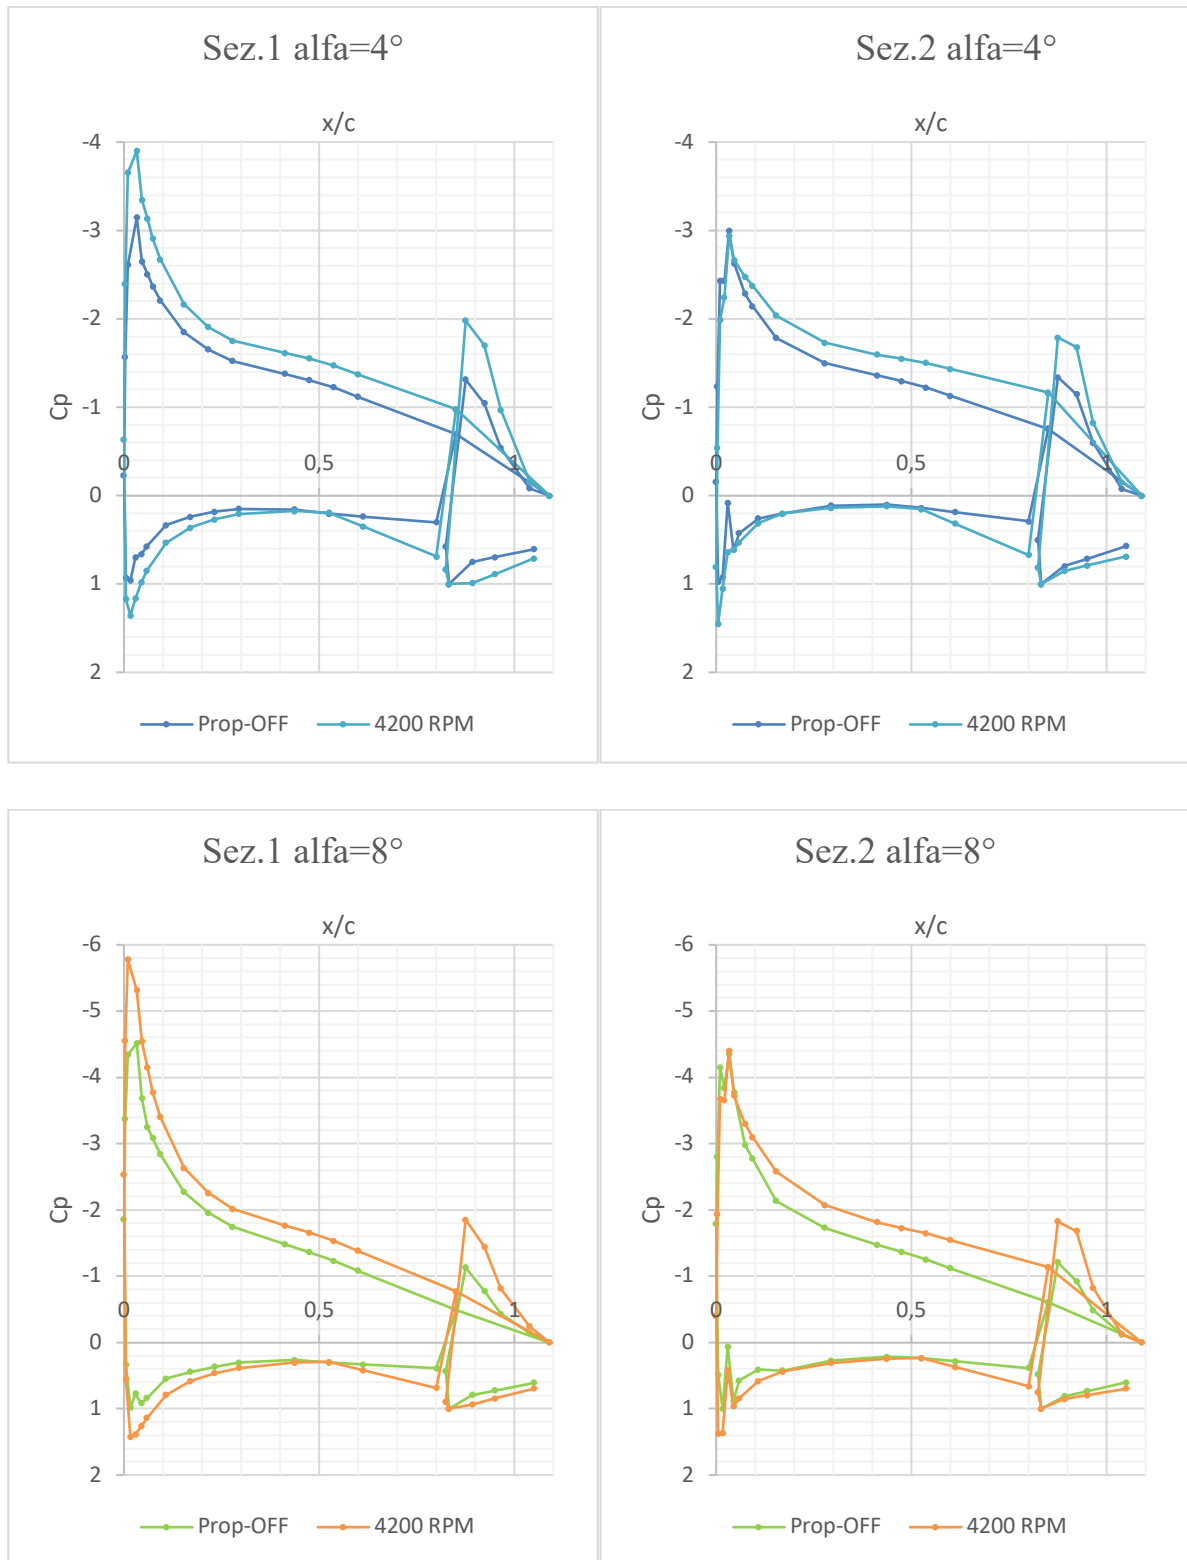 Sez.1 alfa=4°
x/c
-4
-3
-2
-1
0
1
2
Cp
0
0,5
1
Prop-OFF
4200 RPM
Sez.2 alfa=4°
x/c
-4
-3
-2
-1
0
1
2
Cp
0
0,5
1
Prop-OFF
4200 RPM
Sez.1 alfa=8°
x/c
-6
-5
-4
-3
-2
-1
0
1
2
Cp
0
0,5
1
Prop-OFF
4200 RPM
Sez.2 alfa=8°
x/c
-6
-5
-4
-3
-2
-1
0
1
2
Cp
0
0,5
1
Prop-OFF
4200 RPM